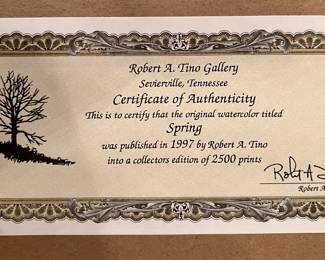 Robert A. Tino Gallery
Sevierville, Tennessee
Certificate of Authenticity
This is to certify that the original watercolor titled
Spring
was published in 1997 by Robert A. Tino
into a collectors edition of 2500 prints
Robert A